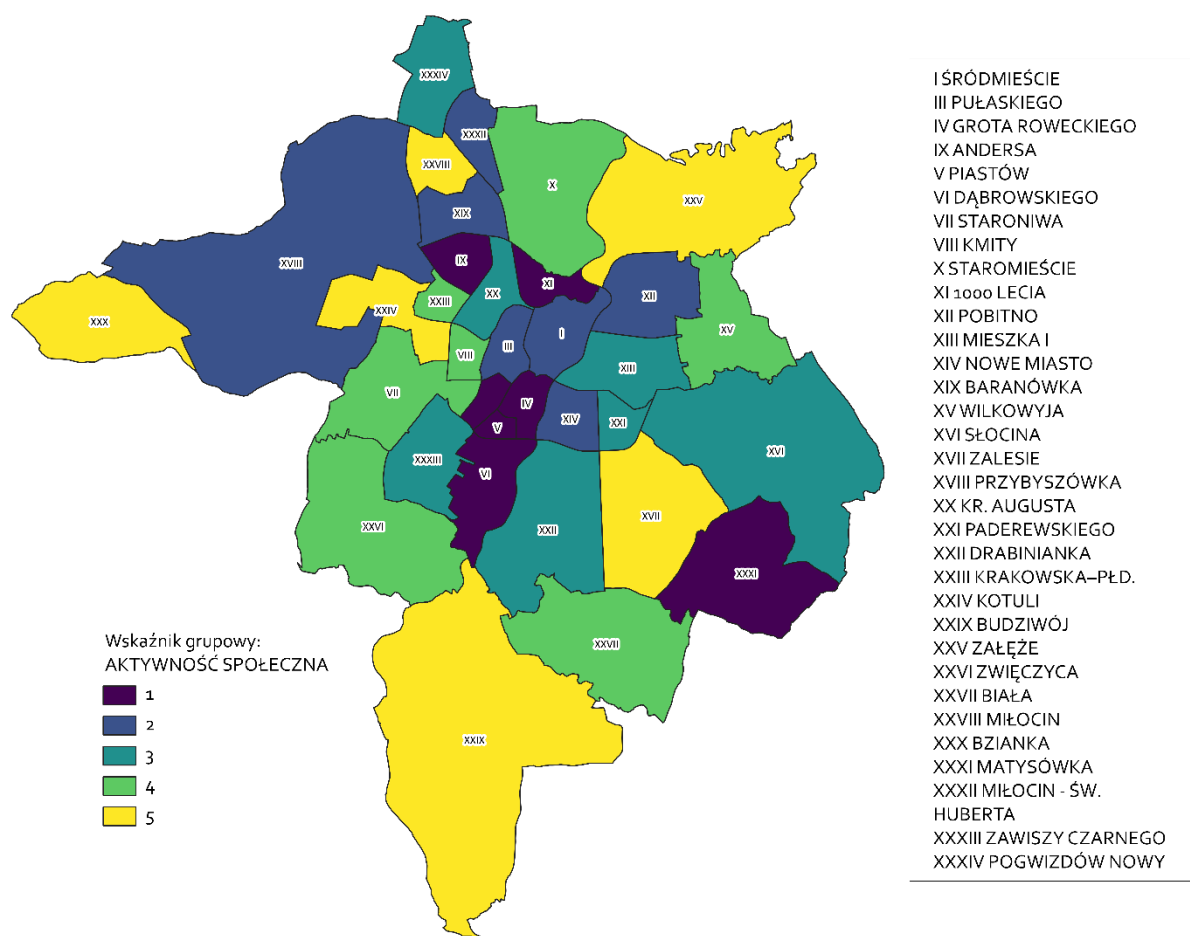 XXXIV
XXXII
XXVIII
X
XXV
XIX
IX
XVIII
XI
XX
XII
XXIII
XXIV
XXX
I
III
XV
VIII
XIII
VII
IV
XIV
XXI
V
XVI
XXXIII
VI
XVII
XXVI
XXII
XXXI
XXVII
XXIX
Wskaźnik grupowy:
AKTYWNOŚĆ SPOŁECZNA
1
2
3
4
5
I ŚRÓDMIEŚCIE
III PUŁASKIEGO
IV GROTA ROWECKIEGO
IX ANDERSA
V PIASTÓW
VI DĄBROWSKIEGO
VII STARONIWA
VIII KMITY
X STAROMIEŚCIE
XI 1000 LECIA
XII POBITNO
XIII MIESZKA I
XIV NOWE MIASTO
XIX BARANÓWKA
XV WILKOWYJA
XVI SŁOCINA
XVII ZALESIE
XVIII PRZYBYSZÓWKA
XX KR. AUGUSTA
XXI PADEREWSKIEGO
XXII DRABINIANKA
XXIII KRAKOWSKA–PŁD.
XXIV KOTULI
XXIX BUDZIWÓJ
XXV ZAŁĘŻE
XXVI ZWIĘCZYCA
XXVII BIAŁA
XXVIII MIŁOCIN
XXX BZIANKA
XXXI MATYSÓWKA
XXXII MIŁOCIN - ŚW.
HUBERTA
XXXIII ZAWISZY CZARNEGO
XXXIV POGWIZDÓW NOWY